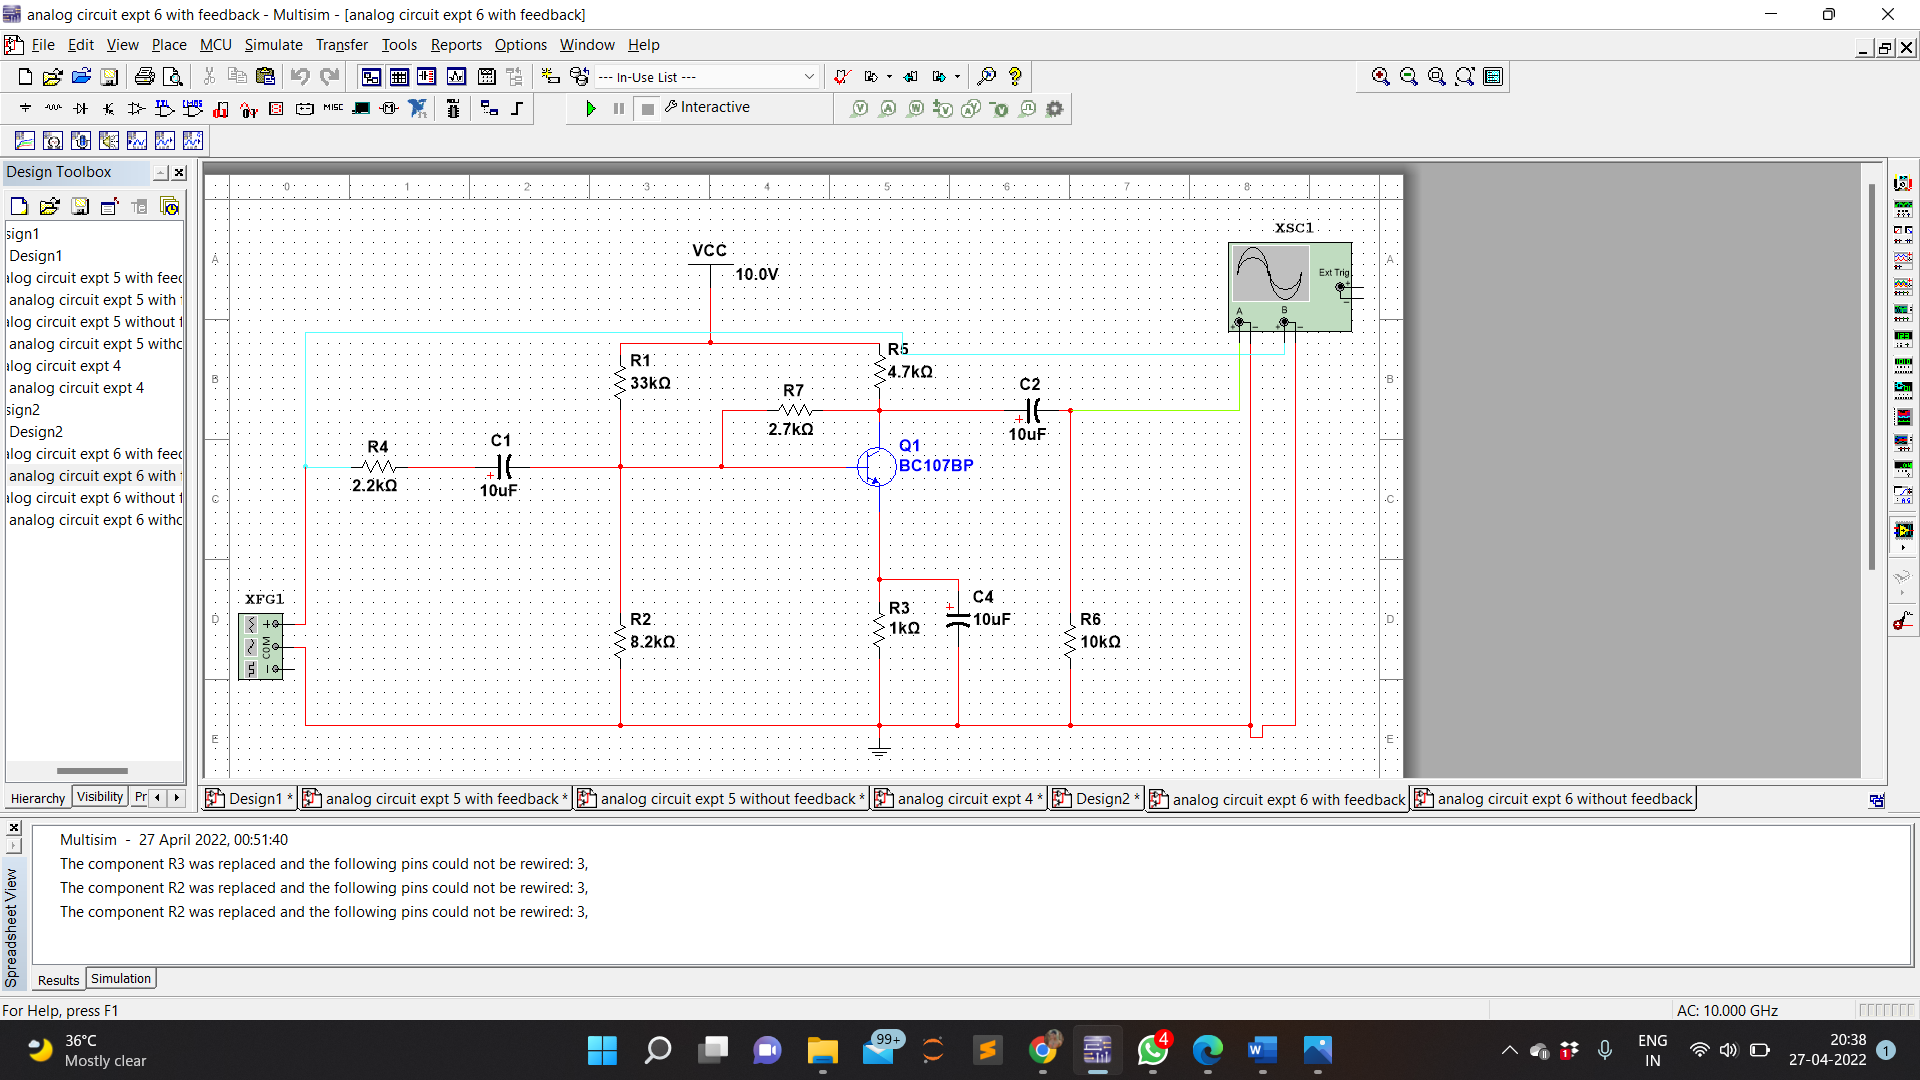 analog circuit expt 6 with feedback - Multisim - [analog circuit expt 6 with feedback]
File Edit View Place MCU Simulate Transfer Tools Reports Options Window Help
--- In-Use List ---
MISC
Interactive
Design Toolbox
sign1
Design1
alog circuit expt 5 with feed
analog circuit expt 5 with
alog circuit expt 5 without f
analog circuit expt 5 witho
alog circuit expt 4
analog circuit expt 4
sign2
Design2
alog circuit expt 6 with feed
analog circuit expt 6 with f
alog circuit expt 6 without f
analog circuit expt 6 witho
Hierarchy Visibility Pr
0 1 2 3 4 5 6 7 8
A B C D E
A B C D E
VCC
10.0V
XSC1
Ext Trig
A
B
R1
33kΩ
R5
4.7kΩ
R7
2.7kΩ
C2
10uF
R4
2.2kΩ
C1
10uF
Q1
BC107BP
XFG1
COM
R2
8.2kΩ
R3
1kΩ
C4
10uF
R6
10kΩ
Design1 * analog circuit expt 5 with feedback * analog circuit expt 5 without feedback * analog circuit expt 4 * Design2 * analog circuit expt 6 with feedback analog circuit expt 6 without feedback
Spreadsheet View
Multisim - 27 April 2022, 00:51:40
The component R3 was replaced and the following pins could not be rewired: 3,
The component R2 was replaced and the following pins could not be rewired: 3,
The component R2 was replaced and the following pins could not be rewired: 3,
Results Simulation
For Help, press F1
AC: 10.000 GHz
36°C
Mostly clear
99+
4
1
ENG
IN
20:38
27-04-2022
1